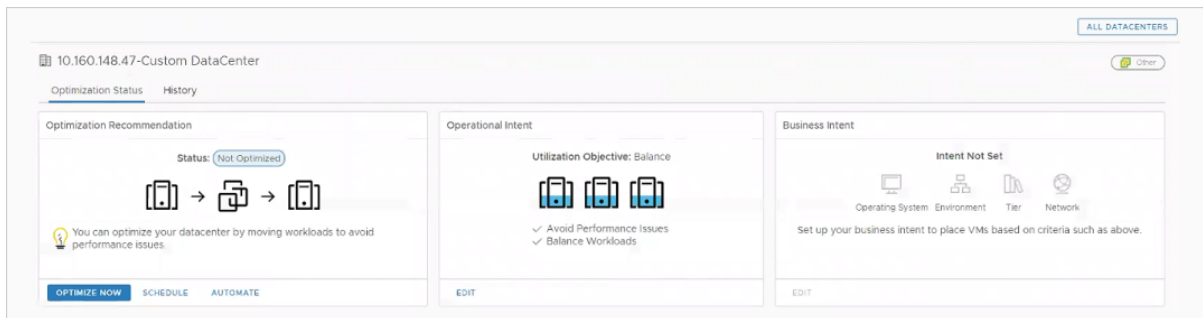 ALL DATACENTERS
10.160.148.47-Custom DataCenter
Other
Optimization Status History
Optimization Recommendation
Status: Not Optimized
You can optimize your datacenter by moving workloads to avoid
performance issues.
OPTIMIZE NOW SCHEDULE AUTOMATE
Operational Intent
Utilization Objective: Balance
Avoid Performance Issues
Balance Workloads
EDIT
Business Intent
Intent Not Set
Operating System Environment Tier Network
Set up your business intent to place VMs based on criteria such as above.
EDIT